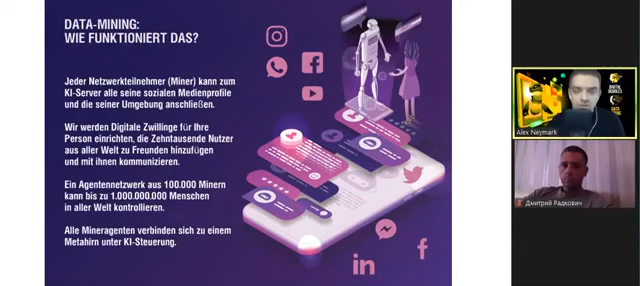 DATA-MINING:
WIE FUNKTIONIERT DAS?
Jeder Netzwerkteilnehmer (Miner) kann zum
KI-Server alle seine sozialen Medienprofile
und die seiner Umgebung anschließen.
Wir werden Digitale Zwillinge für Ihre
Person einrichten, die Zehntausende Nutzer
aus aller Welt zu Freunden hinzufügen
und mit ihnen kommunizieren.
Ein Agentennetzwerk aus 100.000 Minern
kann bis zu 1.000.000.000 Menschen
in aller Welt kontrollieren.
Alle Mineragenten verbinden sich zu einem
Metahirn unter KI-Steuerung.
Alex Neymark
Дмитрий Радкович